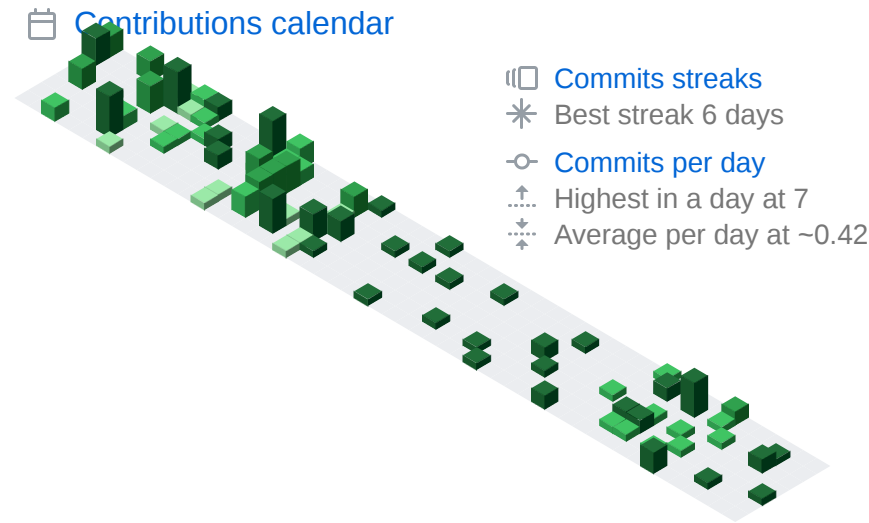 Contributions calendar
Commits streaks
Best streak 6 days
Commits per day
Highest in a day at 7
Average per day at ~0.42